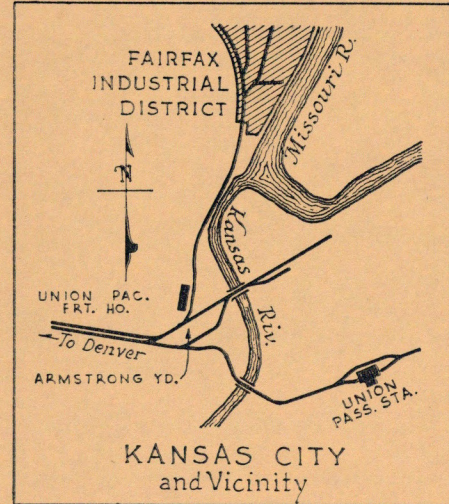 FAIRFAX
INDUSTRIAL
DISTRICT
Missouri R.
N
Kansas
Riv.
UNION PAC.
FRT. HO.
To Denver
ARMSTRONG YD.
UNION
PASS. STA.
KANSAS CITY
and Vicinity